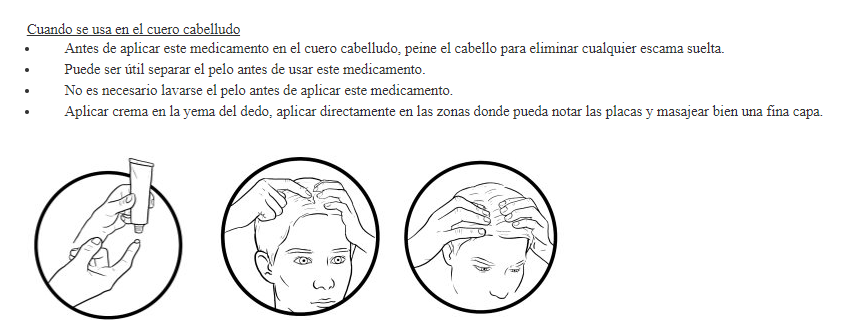 Cuando se usa en el cuero cabelludo
• Antes de aplicar este medicamento en el cuero cabelludo, peine el cabello para eliminar cualquier escama suelta.
• Puede ser útil separar el pelo antes de usar este medicamento.
• No es necesario lavarse el pelo antes de aplicar este medicamento.
• Aplicar crema en la yema del dedo, aplicar directamente en las zonas donde pueda notar las placas y masajear bien una fina capa.